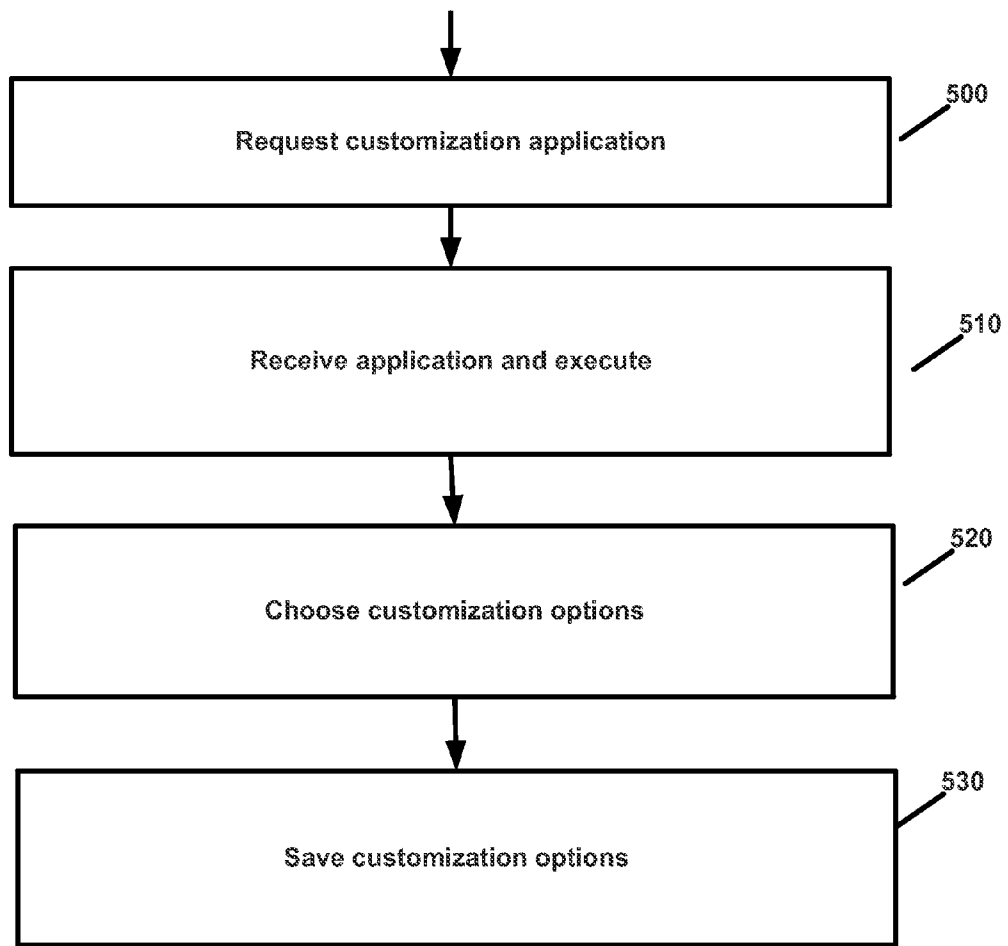 500
Request customization application
510
Receive application and execute
520
Choose customization options
530
Save customization options